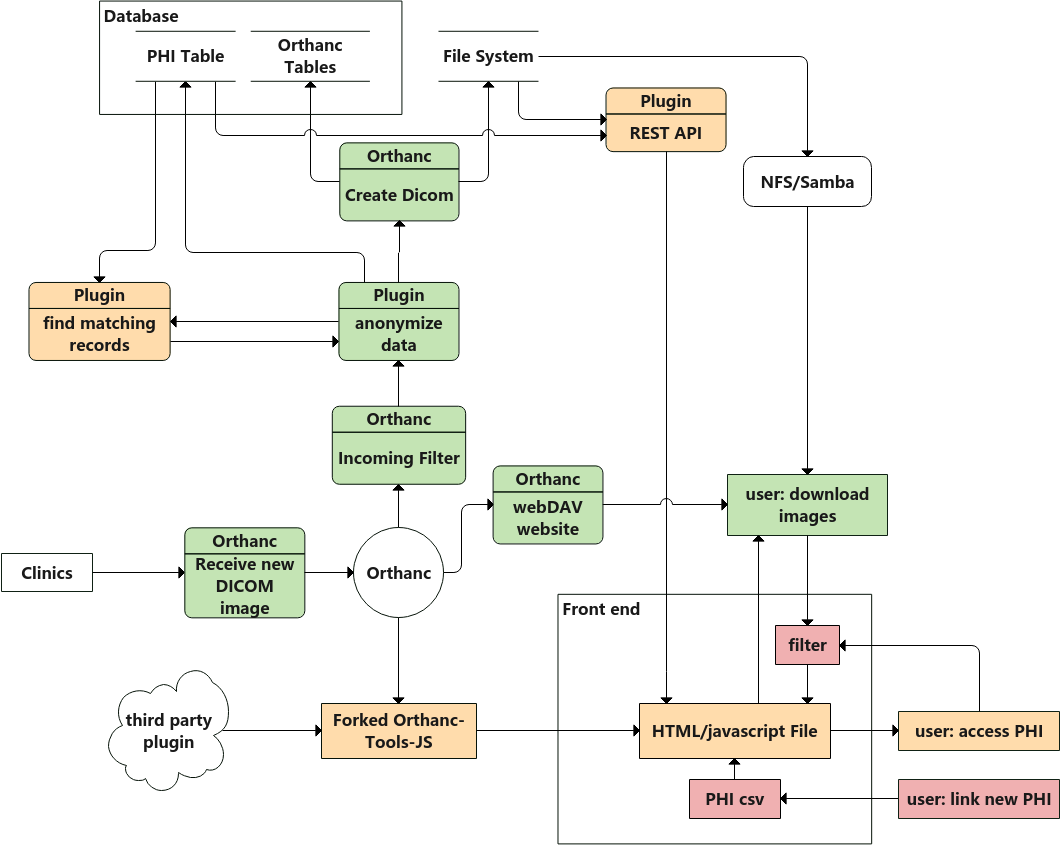 Database
PHI Table
Orthanc
Tables
File System
Plugin
REST API
Orthanc
Create Dicom
NFS/Samba
Plugin
find matching
records
Plugin
anonymize
data
Orthanc
Incoming Filter
Orthanc
webDAV
website
user: download
images
Orthanc
Receive new
DICOM
image
Clinics
Orthanc
Front end
filter
third party
plugin
Forked Orthanc-
Tools-JS
HTML/javascript File
user: access PHI
PHI csv
user: link new PHI